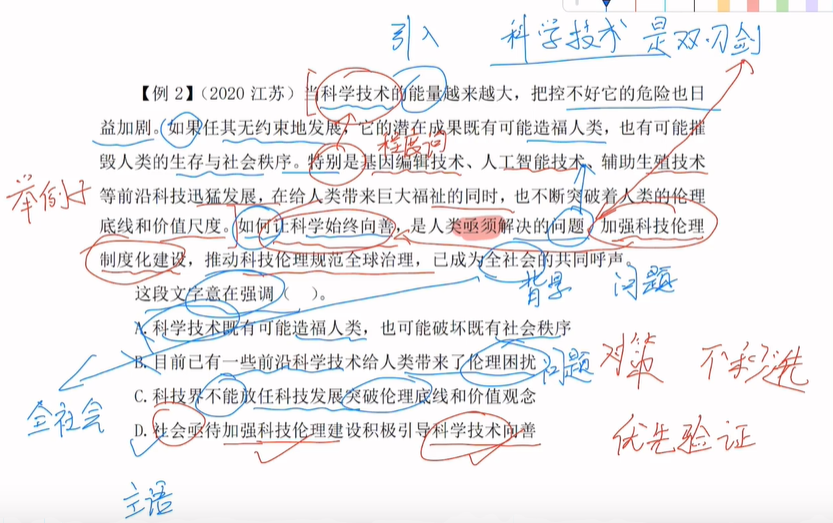 引入 科学技术是双刃剑
【例 2】（2020 江苏）当科学技术的能量越来越大，把控不好它的危险也日
益加剧。如果任其无约束地发展，它的潜在成果既有可能造福人类，也有可能摧
程度词
毁人类的生存与社会秩序。特别是基因编辑技术、人工智能技术、辅助生殖技术
举例子
等前沿科技迅猛发展，在给人类带来巨大福祉的同时，也不断突破着人类的伦理
底线和价值尺度。如何让科学始终向善，是人类亟须解决的问题。加强科技伦理
制度化建设，推动科技伦理规范全球治理，已成为全社会的共同呼声。
背景 问题
这段文字意在强调（ ）。
A. 科学技术既有可能造福人类，也可能破坏既有社会秩序
B. 目前已有一些前沿科学技术给人类带来了伦理困扰 问题 对策 不秒选
C. 科技界不能放任科技发展突破伦理底线和价值观念
全社会
D. 社会亟待加强科技伦理建设积极引导科学技术向善 优先验证
主语